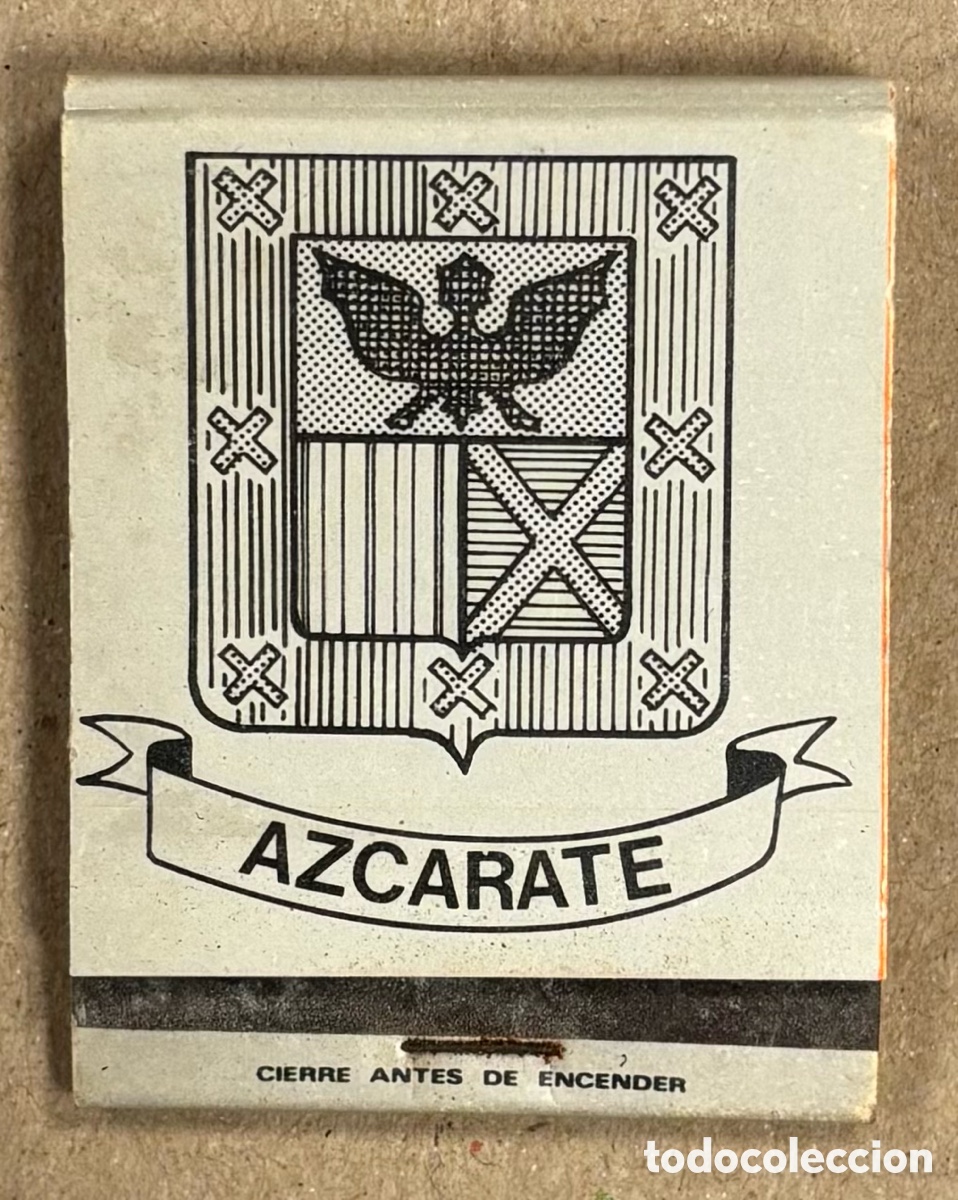 AZCARATE
CIERRE ANTES DE ENCENDER
todocoleccion